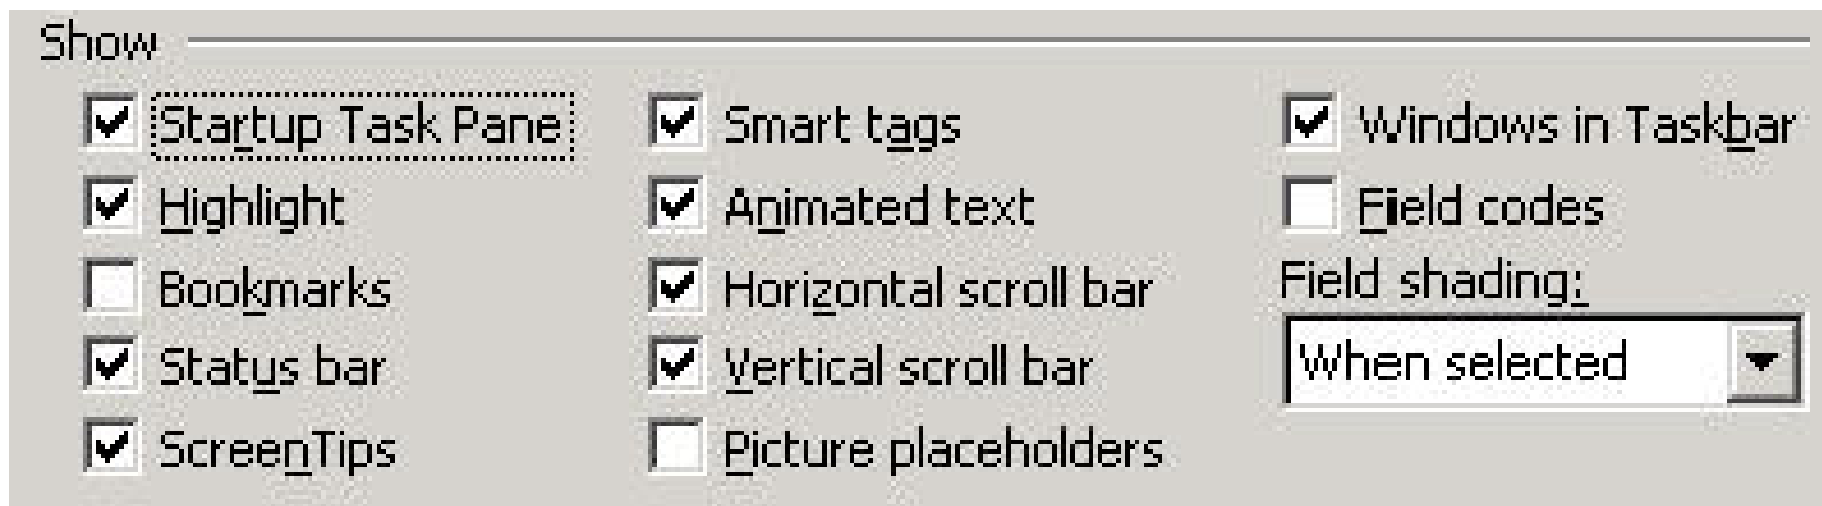 Show
Startup Task Pane
Highlight
Bookmarks
Status bar
ScreenTips
Smart tags
Animated text
Horizontal scroll bar
Vertical scroll bar
Picture placeholders
Windows in Taskbar
Field codes
Field shading:
When selected